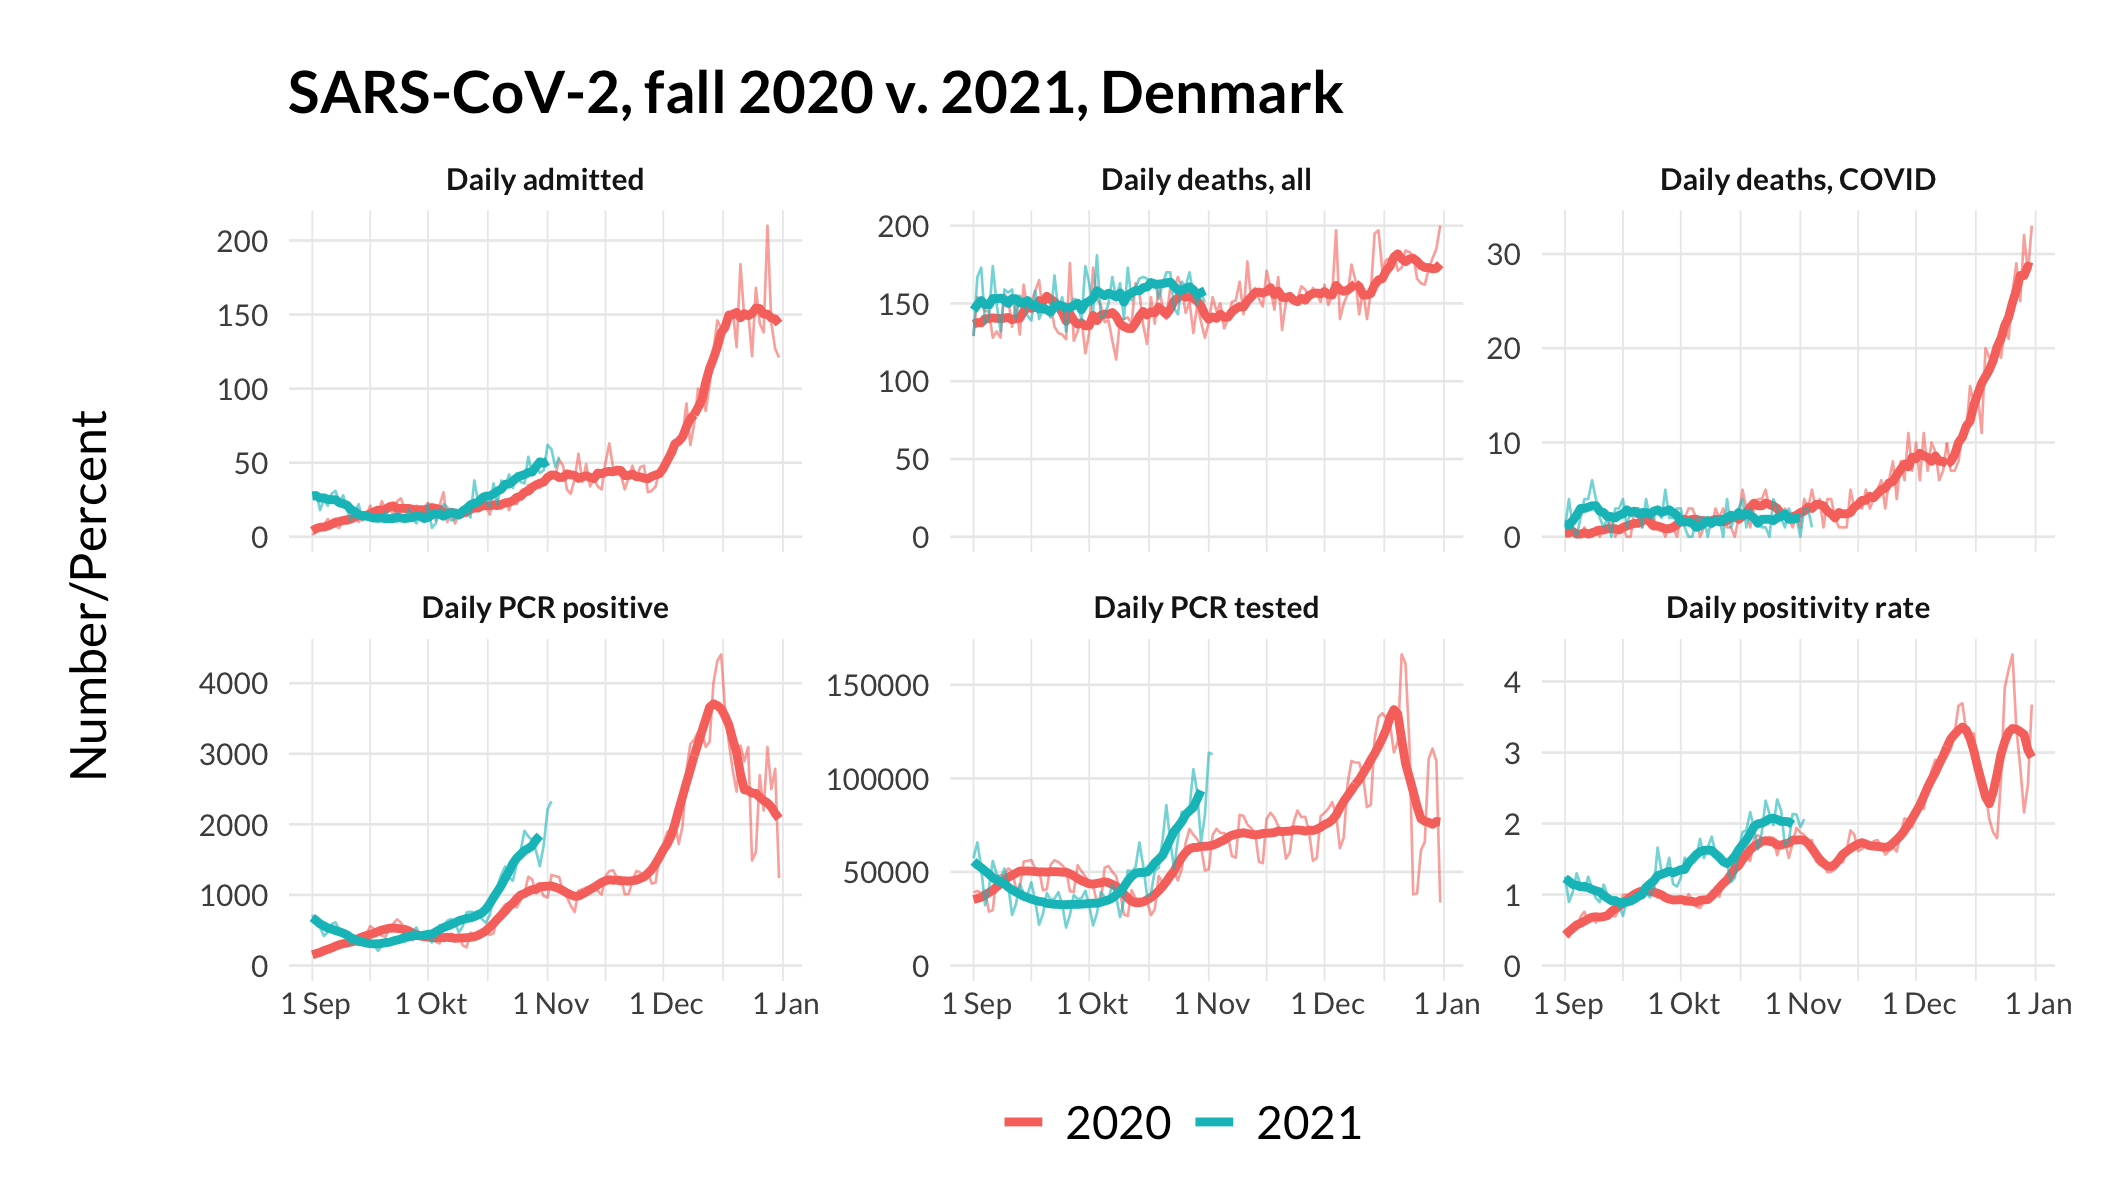 SARS-CoV-2, fall 2020 v. 2021, Denmark
Number/Percent
Daily admitted
200
150
100
50
0
Daily deaths, all
200
150
100
50
0
Daily deaths, COVID
30
20
10
0
Daily PCR positive
4000
3000
2000
1000
0
1 Sep 1 Okt 1 Nov 1 Dec 1 Jan
Daily PCR tested
150000
100000
50000
0
1 Sep 1 Okt 1 Nov 1 Dec 1 Jan
Daily positivity rate
4
3
2
1
0
1 Sep 1 Okt 1 Nov 1 Dec 1 Jan
2020 2021